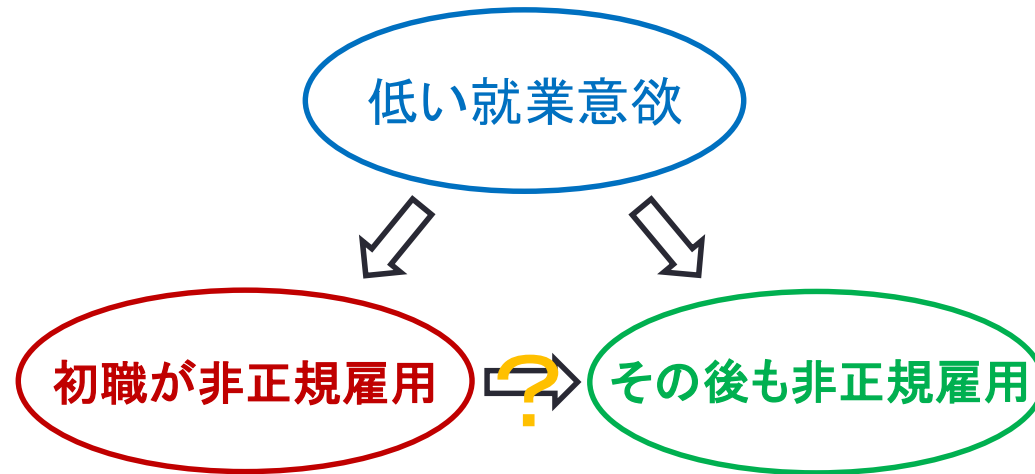 低い就業意欲
初職が非正規雇用
?
その後も非正規雇用